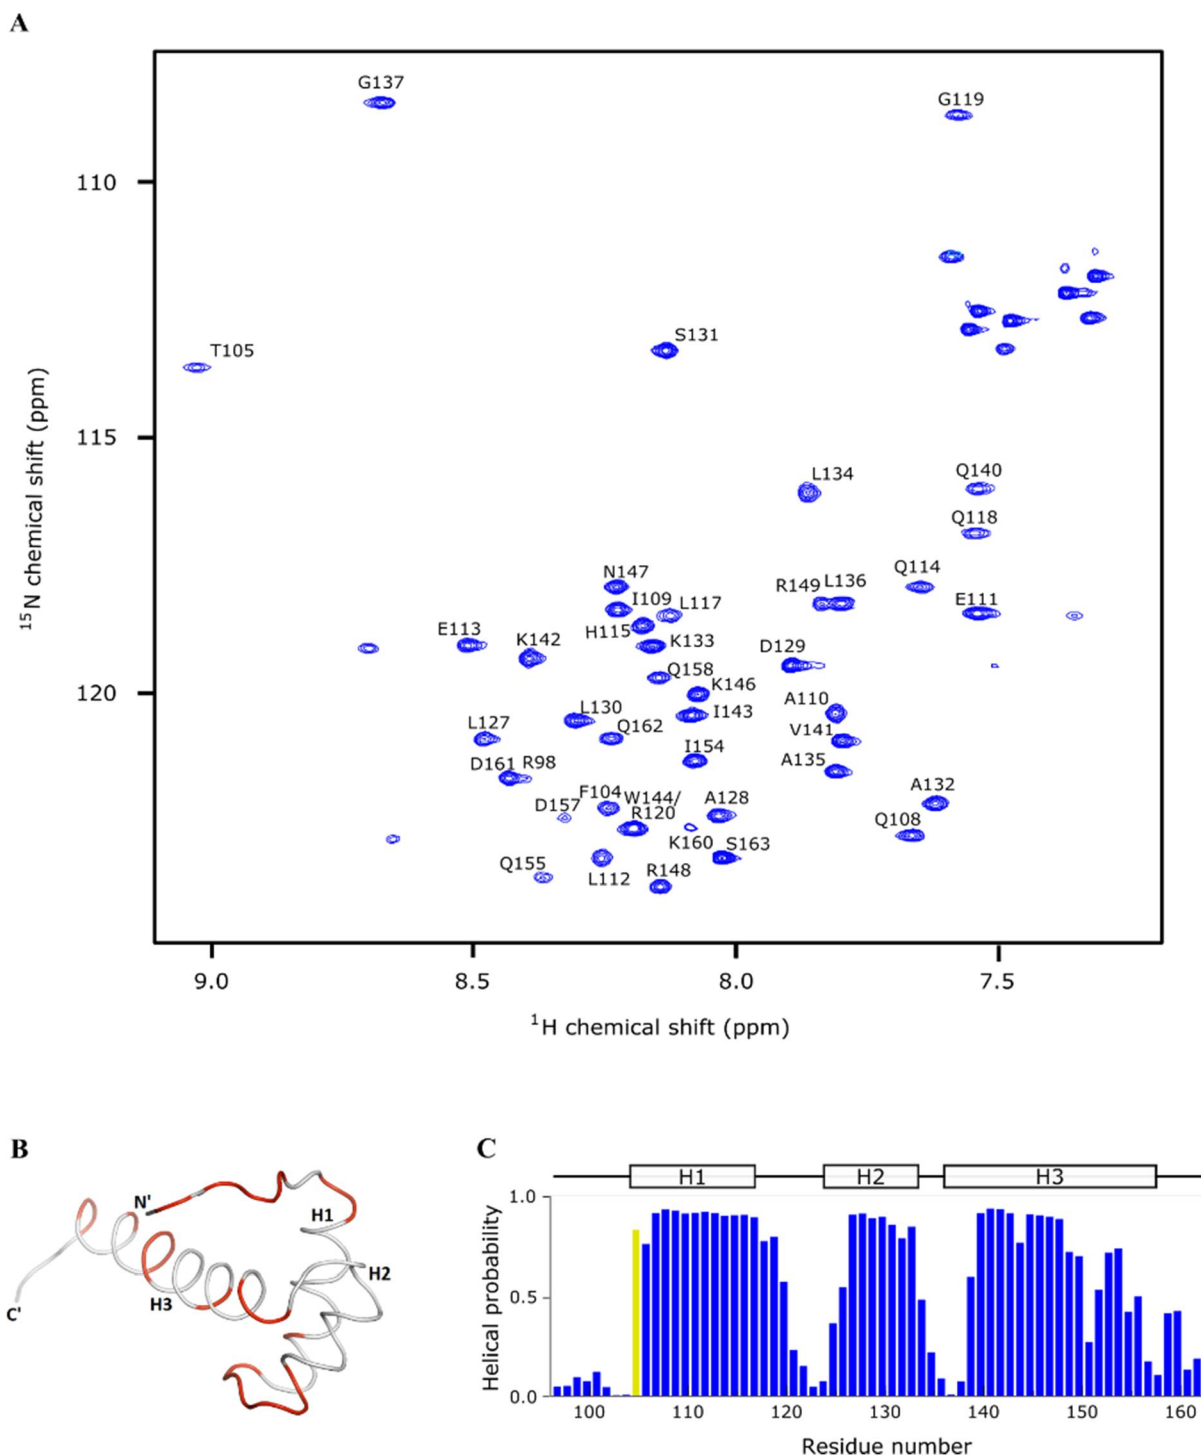 A
G137
G119
110
T105
S131
115
L134
Q140
Q118
N147
Q114
R149 L136
I109
L117
E111
E113
H115
K133
K142
D129
Q158
K146
120
L130
I143
A110
L127
Q162
V141
I154
D161 R98
A135
F104
W144/
A128
A132
D157
R120
Q108
K160 S163
Q155
L112
R148
9.0
8.5
8.0
7.5
15N chemical shift (ppm)
1H chemical shift (ppm)
B
N'
H1
H2
H3
C'
C
H1
H2
H3
1.0
0.5
0.0
Helical probability
100
110
120
130
140
150
160
Residue number